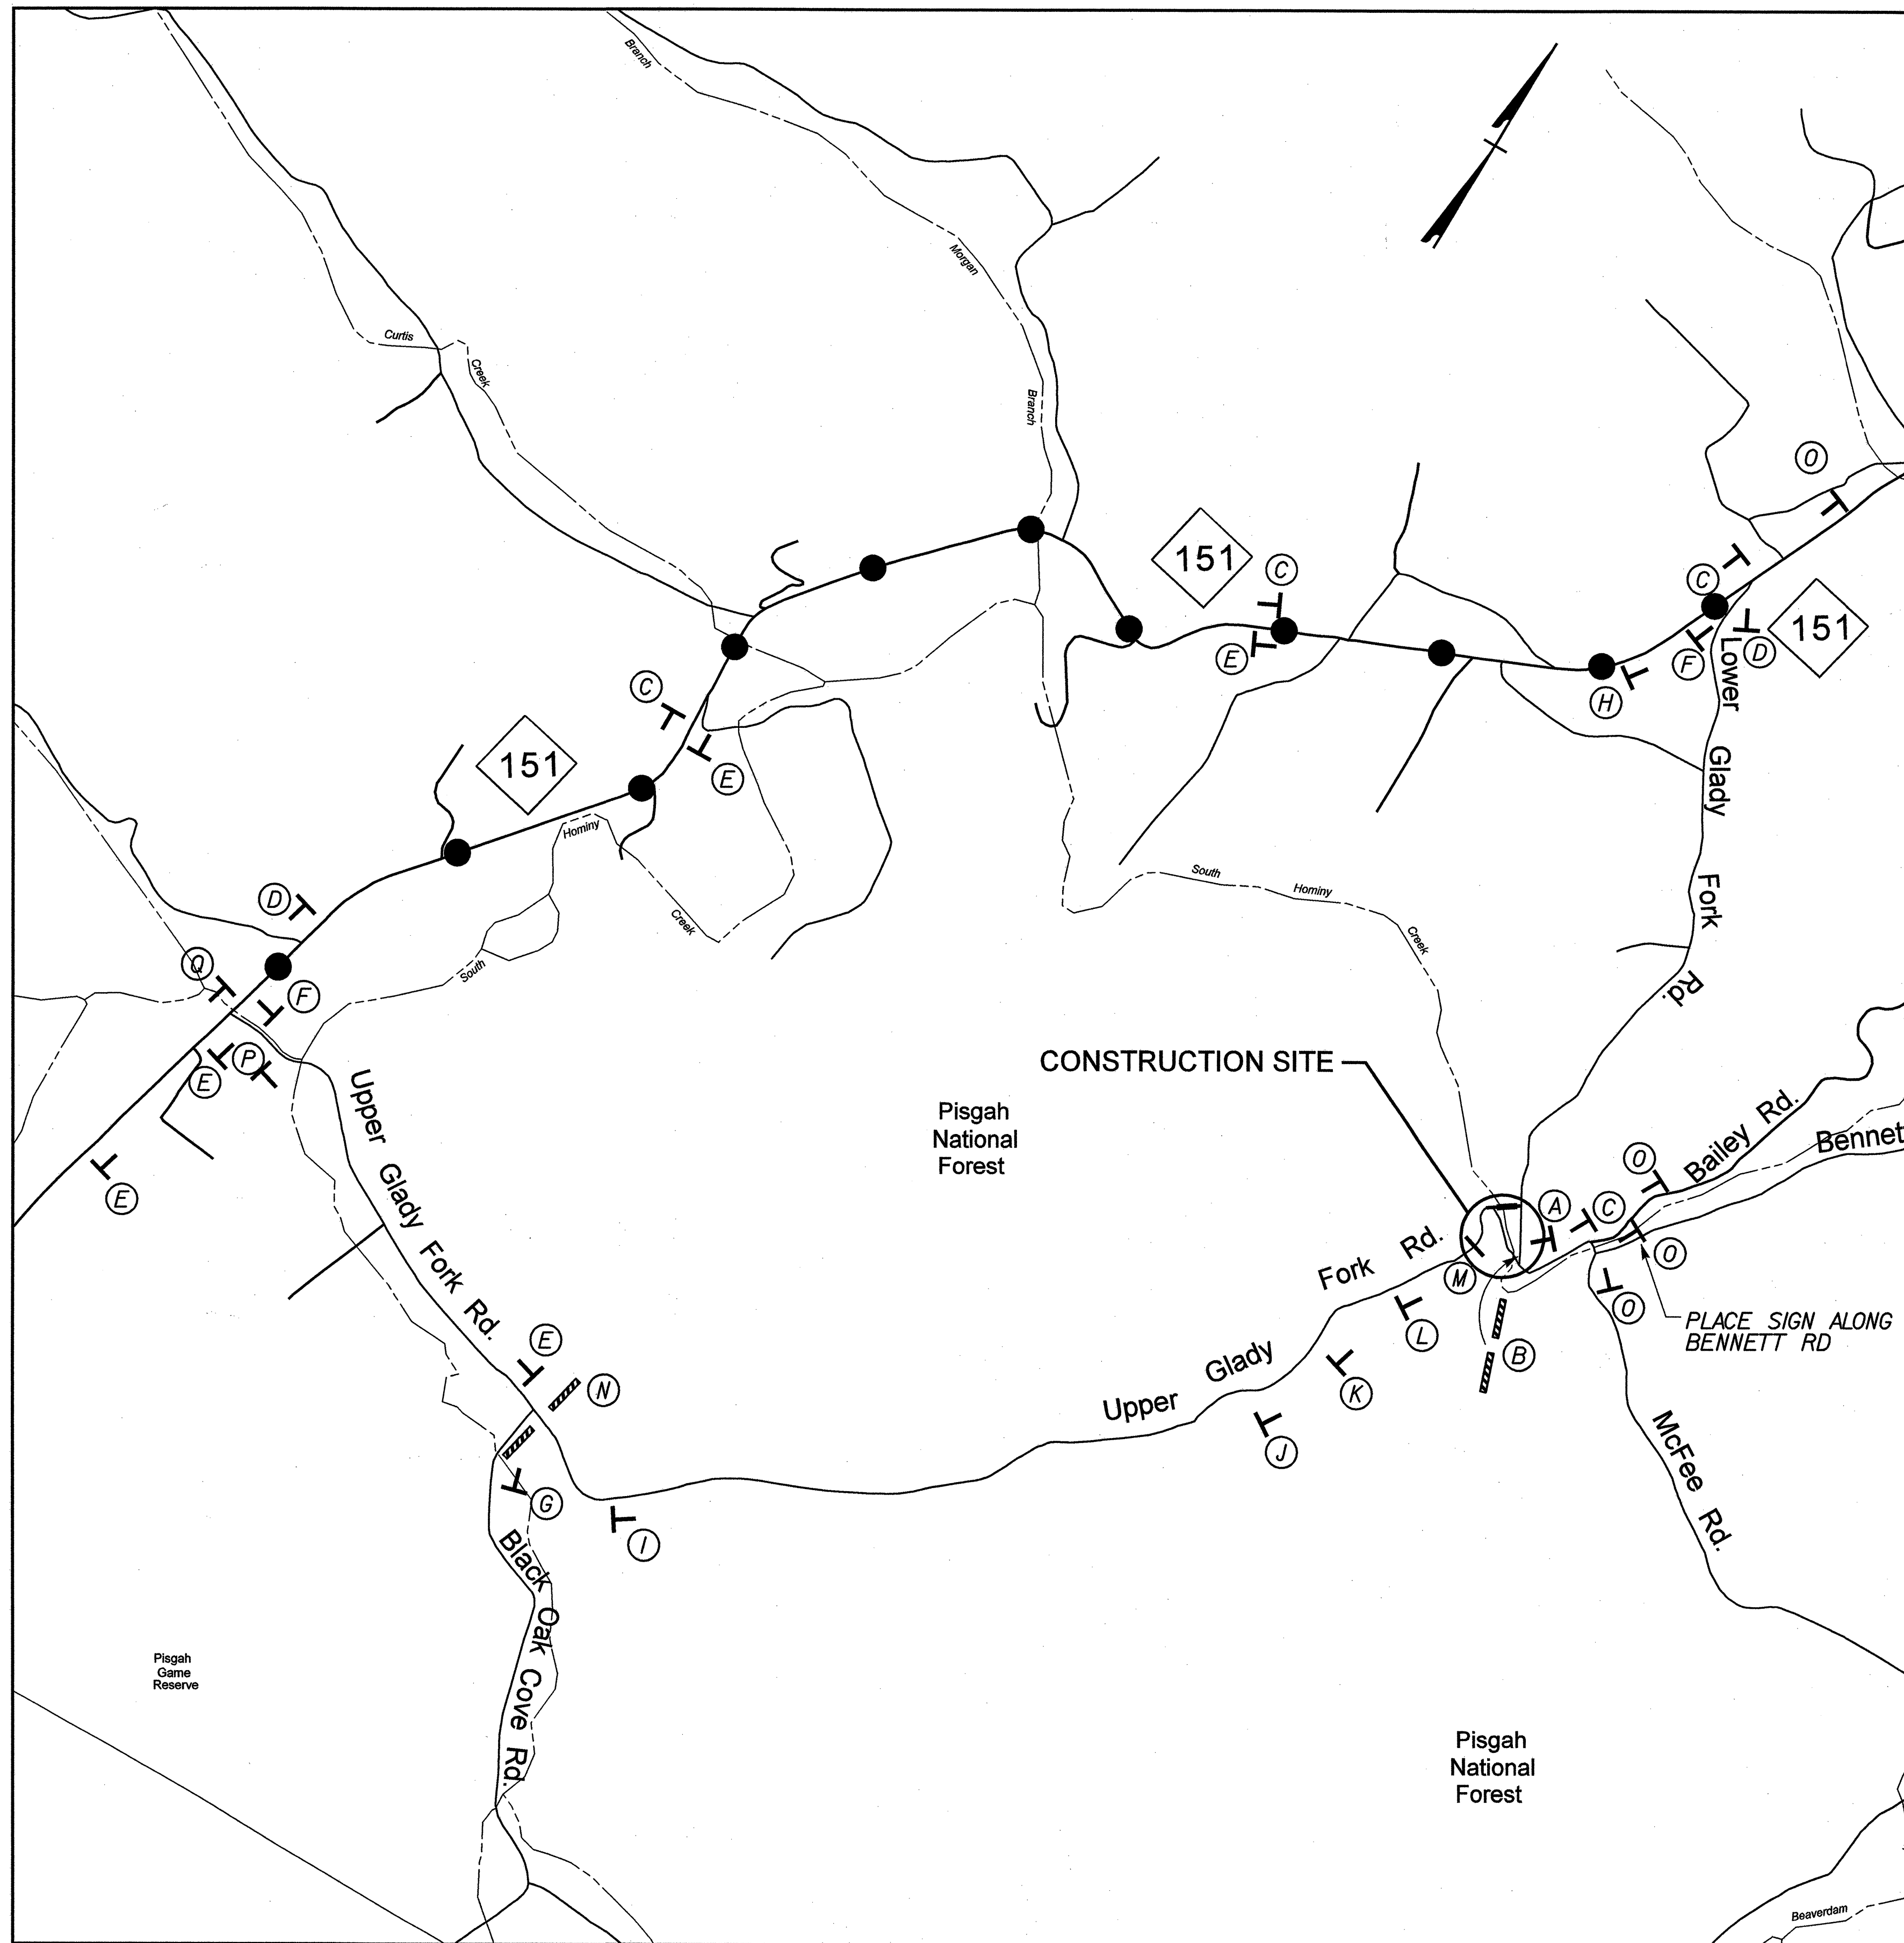 Branch
Morgan
Branch
Curtis
Creek
O
151
C
E
C
151
F
D
H
C
E
151
Lower Glady Fork Rd.
Hominy
Creek
South
South
Hominy
Creek
D
Q
F
P
E
E
Upper Glady Fork Rd.
CONSTRUCTION SITE
Pisgah
National
Forest
Bailey Rd.
Bennet
O
A
C
O
O
M
L
B
K
J
PLACE SIGN ALONG
BENNETT RD
Upper Glady Fork Rd.
McFee Rd.
E
N
G
I
Black Oak Cove Rd.
Pisgah
Game
Reserve
Pisgah
National
Forest
Beaverdam